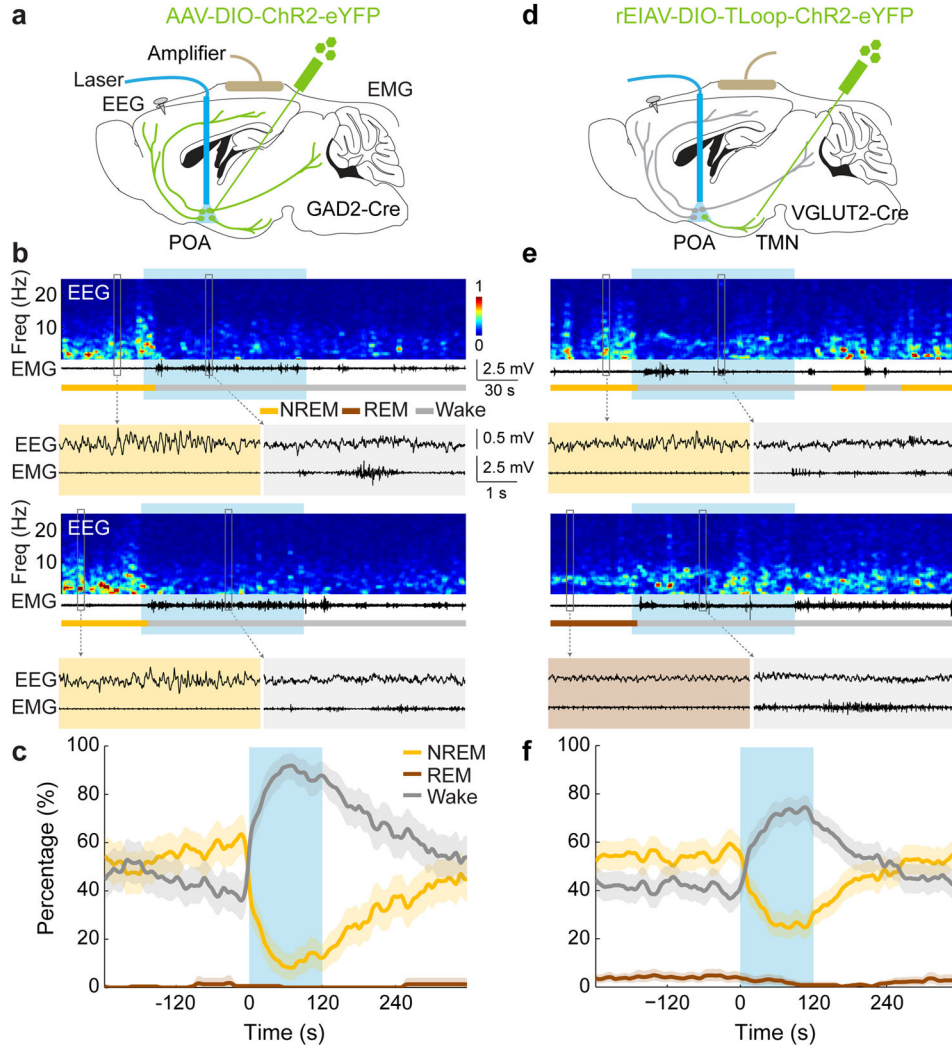 a
AAV-DIO-ChR2-eYFP
Amplifier
Laser
EEG
EMG
GAD2-Cre
POA
b
Freq (Hz)
20
10
0
EEG
1
0
EMG
2.5 mV
30 s
NREM REM Wake
EEG
0.5 mV
EMG
2.5 mV
1 s
Freq (Hz)
20
10
0
EEG
EMG
EEG
EMG
c
Percentage (%)
100
80
60
40
20
0
NREM
REM
Wake
-120 0 120 240
Time (s)
d
rEIAV-DIO-TLoop-ChR2-eYFP
VGLUT2-Cre
POA TMN
e
f
100
80
60
40
20
0
−120 0 120 240
Time (s)